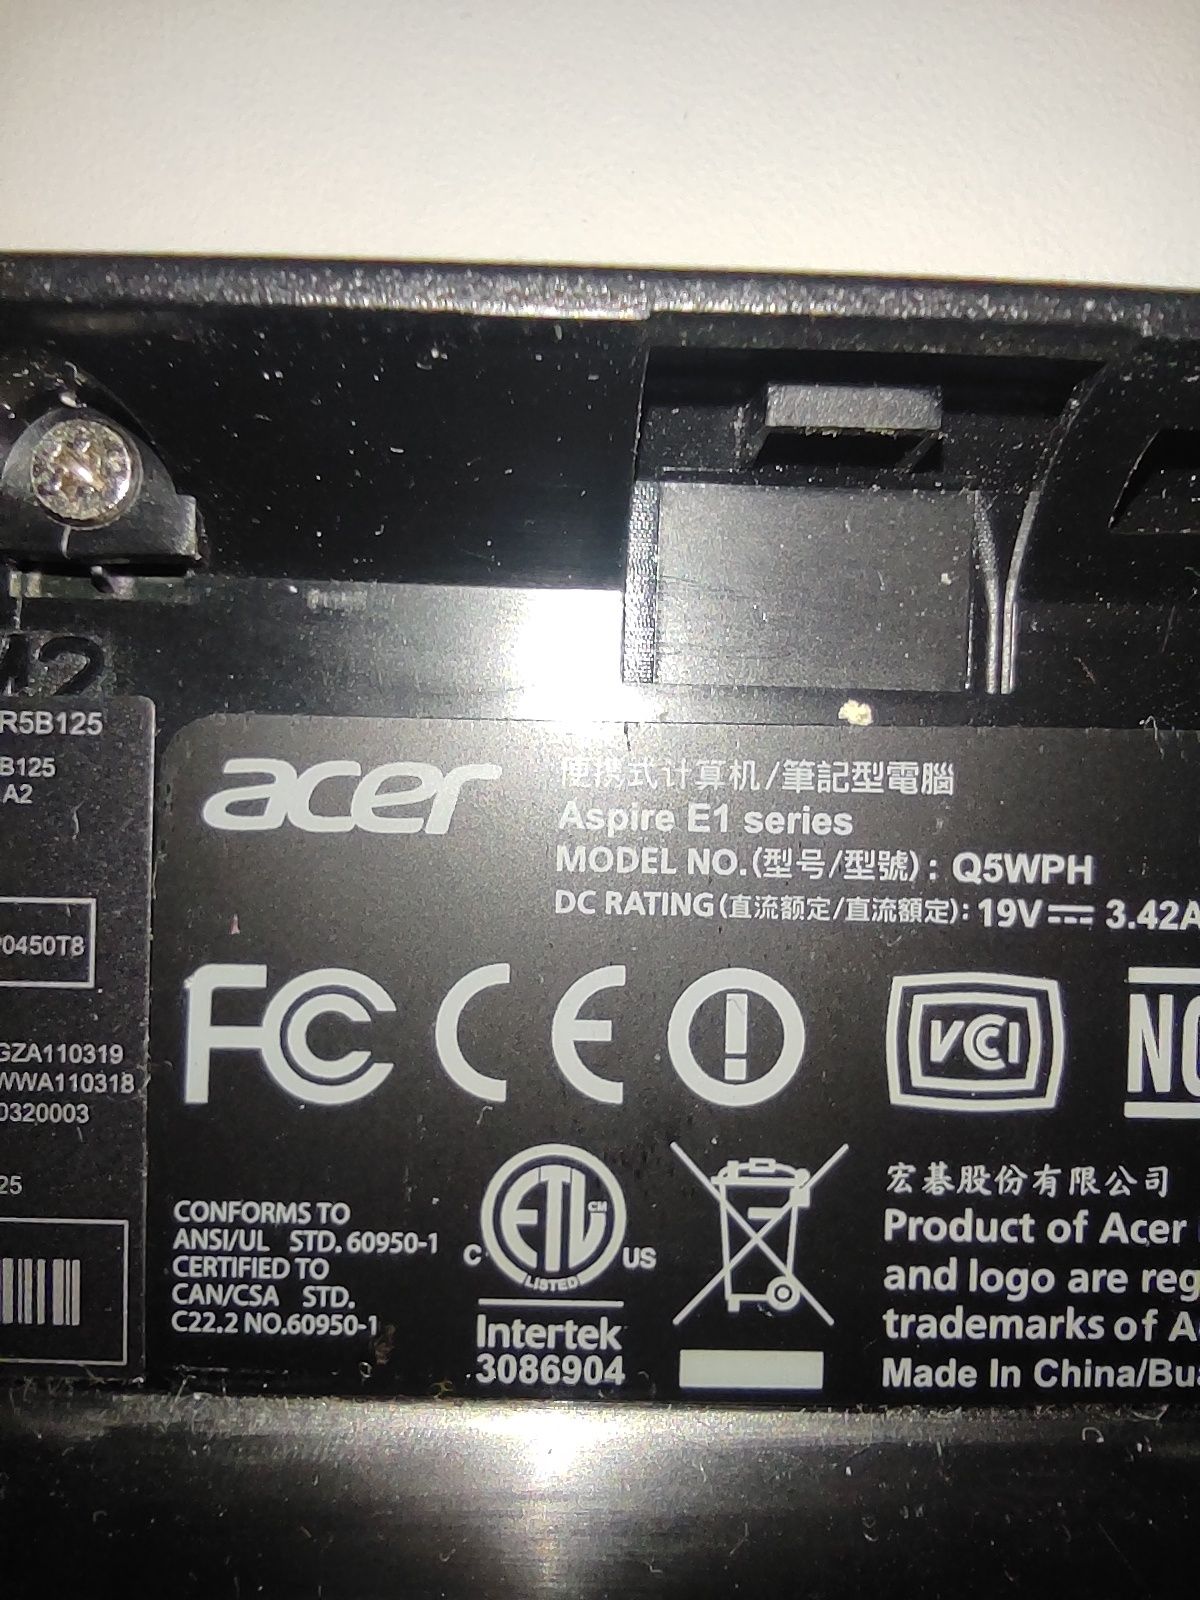 R5B125
B125
A2
0450T8
GZA110319
WWA110318
0320003
25
acer
便携式计算机/筆記型電腦
Aspire E1 series
MODEL NO.(型号/型號): Q5WPH
DC RATING(直流额定/直流額定): 19V 3.42A
FC CE VCI
CONFORMS TO
ANSI/UL STD. 60950-1
CERTIFIED TO
CAN/CSA STD.
C22.2 NO.60950-1
ETL CM
C US
LISTED
Intertek
3086904
宏碁股份有限公司
Product of Acer
and logo are reg
trademarks of A
Made In China/Bua